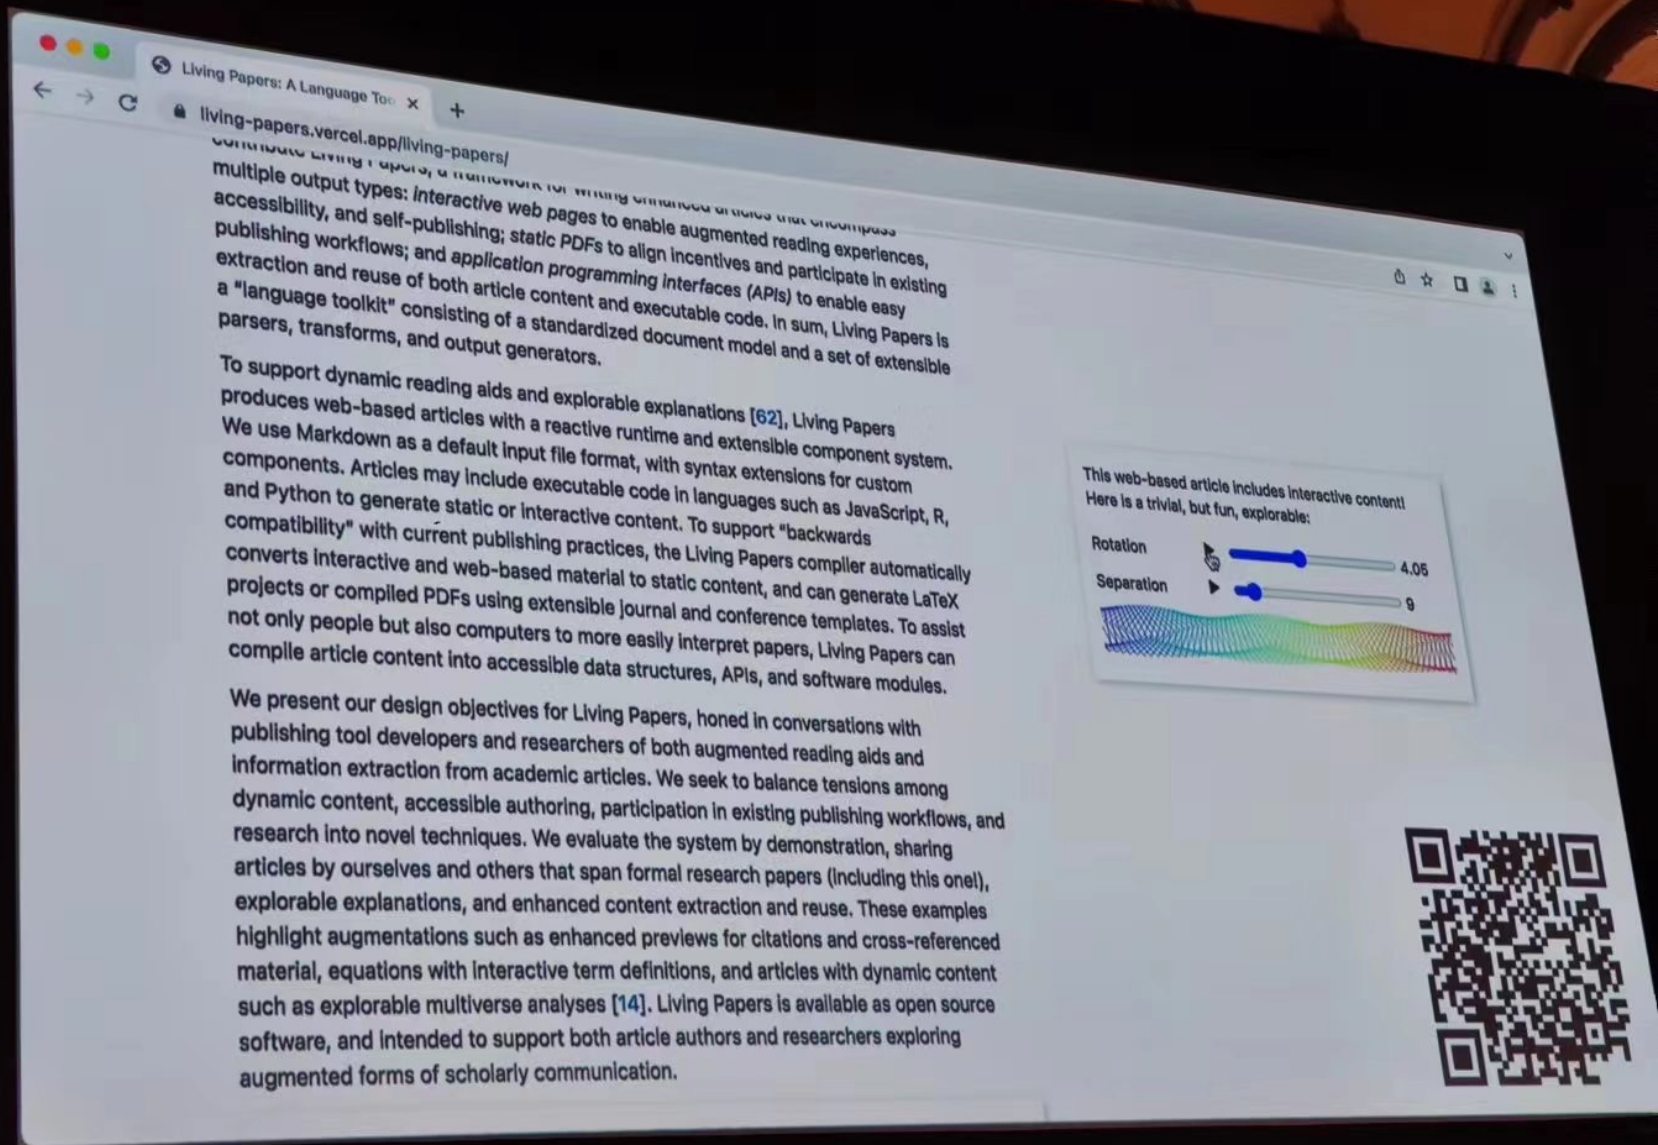 Living Papers: A Language Too
living-papers.vercel.app/living-papers/
contribute Living Papers, a framework for writing enhanced articles that encompass
multiple output types: interactive web pages to enable augmented reading experiences,
accessibility, and self-publishing; static PDFs to align incentives and participate in existing
publishing workflows; and application programming interfaces (APIs) to enable easy
extraction and reuse of both article content and executable code. In sum, Living Papers is
a "language toolkit" consisting of a standardized document model and a set of extensible
parsers, transforms, and output generators.
To support dynamic reading aids and explorable explanations [62], Living Papers
produces web-based articles with a reactive runtime and extensible component system.
We use Markdown as a default input file format, with syntax extensions for custom
components. Articles may include executable code in languages such as JavaScript, R,
and Python to generate static or interactive content. To support "backwards
compatibility" with current publishing practices, the Living Papers compiler automatically
converts interactive and web-based material to static content, and can generate LaTeX
projects or compiled PDFs using extensible journal and conference templates. To assist
not only people but also computers to more easily interpret papers, Living Papers can
compile article content into accessible data structures, APIs, and software modules.
We present our design objectives for Living Papers, honed in conversations with
publishing tool developers and researchers of both augmented reading aids and
information extraction from academic articles. We seek to balance tensions among
dynamic content, accessible authoring, participation in existing publishing workflows, and
research into novel techniques. We evaluate the system by demonstration, sharing
articles by ourselves and others that span formal research papers (including this one!),
explorable explanations, and enhanced content extraction and reuse. These examples
highlight augmentations such as enhanced previews for citations and cross-referenced
material, equations with interactive term definitions, and articles with dynamic content
such as explorable multiverse analyses [14]. Living Papers is available as open source
software, and intended to support both article authors and researchers exploring
augmented forms of scholarly communication.
This web-based article includes interactive content!
Here is a trivial, but fun, explorable:
Rotation 4.05
Separation 9